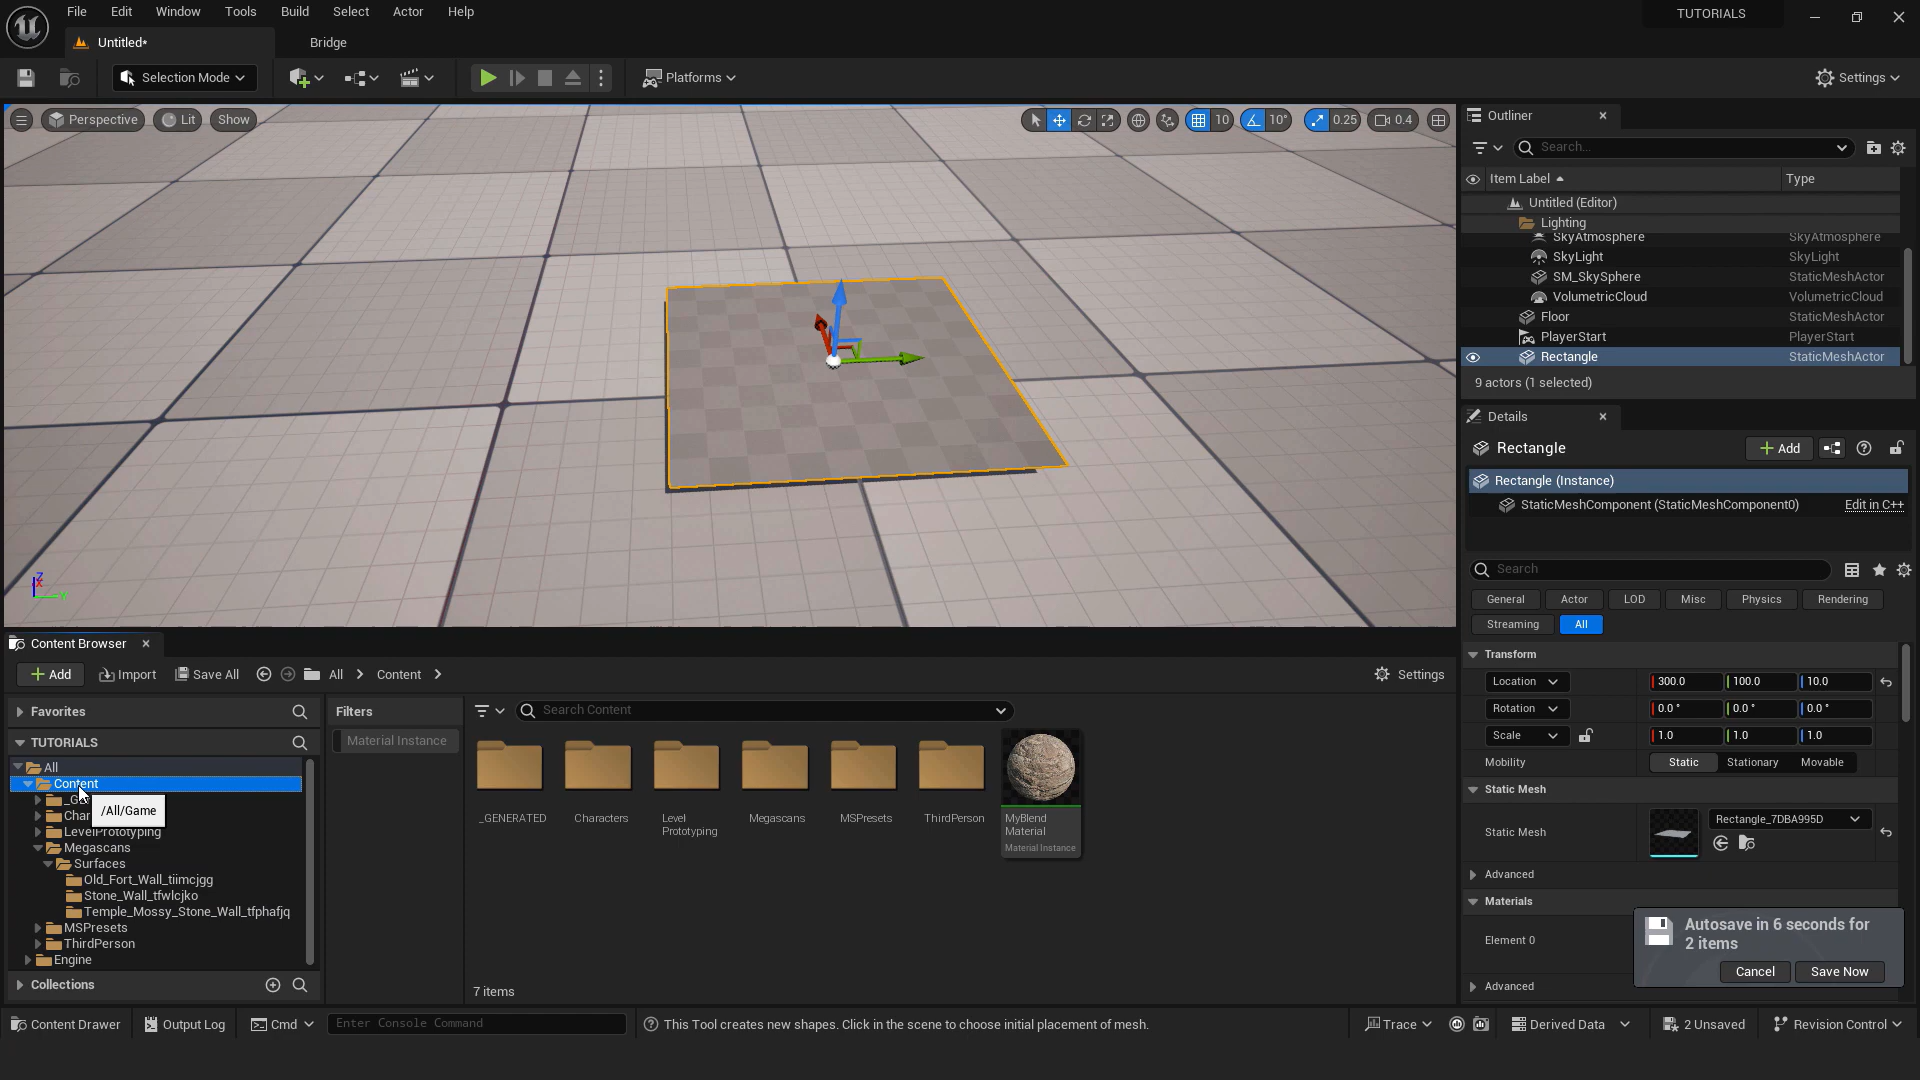 File Edit Window Tools Build Select Actor Help
TUTORIALS
Untitled*
Bridge
Selection Mode
Platforms
Settings
Perspective
Lit
Show
10
10°
0.25
0.4
Z
Y
Outliner
Search...
Item Label
Type
Untitled (Editor)
Lighting
SkyAtmosphere SkyAtmosphere
SkyLight SkyLight
SM_SkySphere StaticMeshActor
VolumetricCloud VolumetricCloud
Floor StaticMeshActor
PlayerStart PlayerStart
Rectangle StaticMeshActor
9 actors (1 selected)
Details
Rectangle
Add
Rectangle (Instance)
StaticMeshComponent (StaticMeshComponent0)
Edit in C++
Search
General Actor LOD Misc Physics Rendering
Streaming All
Transform
Location 300.0 100.0 10.0
Rotation 0.0 ° 0.0 ° 0.0 °
Scale 1.0 1.0 1.0
Mobility Static Stationary Movable
Static Mesh
Static Mesh Rectangle_7DBA995D
Advanced
Materials
Element 0
Advanced
Autosave in 6 seconds for
2 items
Cancel Save Now
Content Browser
Add
Import
Save All
All
Content
Settings
Favorites
TUTORIALS
All
Content
/All/Game
LevelPrototyping
Megascans
Surfaces
Old_Fort_Wall_tiimcjgg
Stone_Wall_tfwlcjko
Temple_Mossy_Stone_Wall_tfphafjq
MSPresets
ThirdPerson
Engine
Collections
Filters
Material Instance
Search Content
_GENERATED
Characters
Level
Prototyping
Megascans
MSPresets
ThirdPerson
MyBlend
Material
Material Instance
7 items
Content Drawer
Output Log
Cmd
Enter Console Command
This Tool creates new shapes. Click in the scene to choose initial placement of mesh.
Trace
Derived Data
2 Unsaved
Revision Control